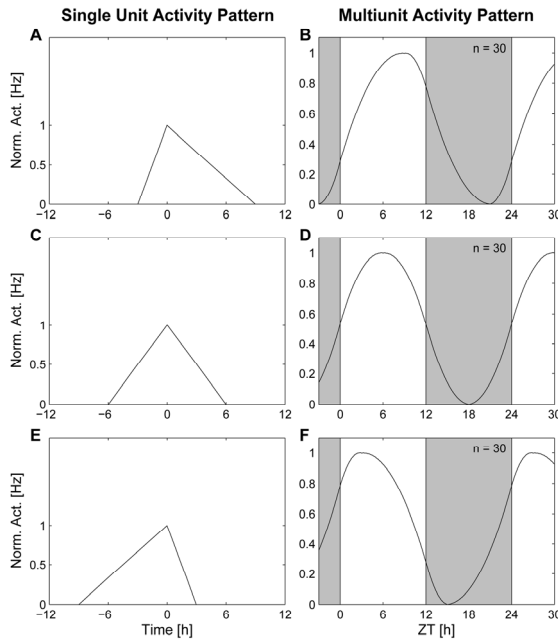 Single Unit Activity Pattern
Multiunit Activity Pattern
A
B
Norm. Act. [Hz]
1
0.5
0
−12 −6 0 6 12
n = 30
1
0.8
0.6
0.4
0.2
0
0 6 12 18 24 30
C
D
Norm. Act. [Hz]
1
0.5
0
−12 −6 0 6 12
n = 30
1
0.8
0.6
0.4
0.2
0
0 6 12 18 24 30
E
F
Norm. Act. [Hz]
1
0.5
0
−12 −6 0 6 12
Time [h]
n = 30
1
0.8
0.6
0.4
0.2
0
0 6 12 18 24 30
ZT [h]